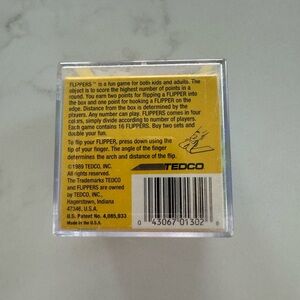 FLIPPERS™ is a fun game for both kids and adults. The
object is to score the highest number of points in a
round. You earn two points for flipping a FLIPPER into
the box and one point for hooking a FLIPPER on the
edge. Distance from the box is determined by the
players. Any number can play. FLIPPERS comes in four
colors, simply divide according to number of players.
Each game contains 16 FLIPPERS. Buy two sets and
double your fun.
To flip your FLIPPER, press down using the
tip of your finger. The angle of the finger
determines the arch and distance of the flip.
©1989 TEDCO, INC.
All rights reserved.
The Trademarks TEDCO
and FLIPPERS are owned
by TEDCO, INC.,
Hagerstown, Indiana
47346, U.S.A.
U.S. Patent No. 4,085,933
Made in the U.S.A.
TEDCO
0 43067 01302 8